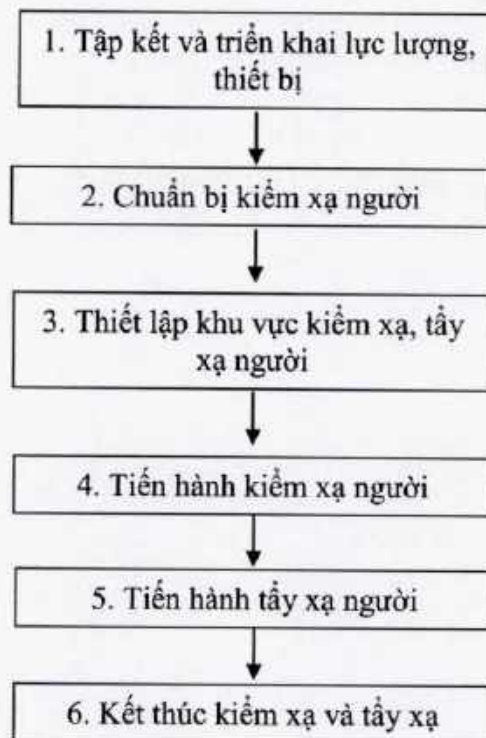 1. Tập kết và triển khai lực lượng,
thiết bị
2. Chuẩn bị kiểm xạ người
3. Thiết lập khu vực kiểm xạ, tẩy
xạ người
4. Tiến hành kiểm xạ người
5. Tiến hành tẩy xạ người
6. Kết thúc kiểm xạ và tẩy xạ